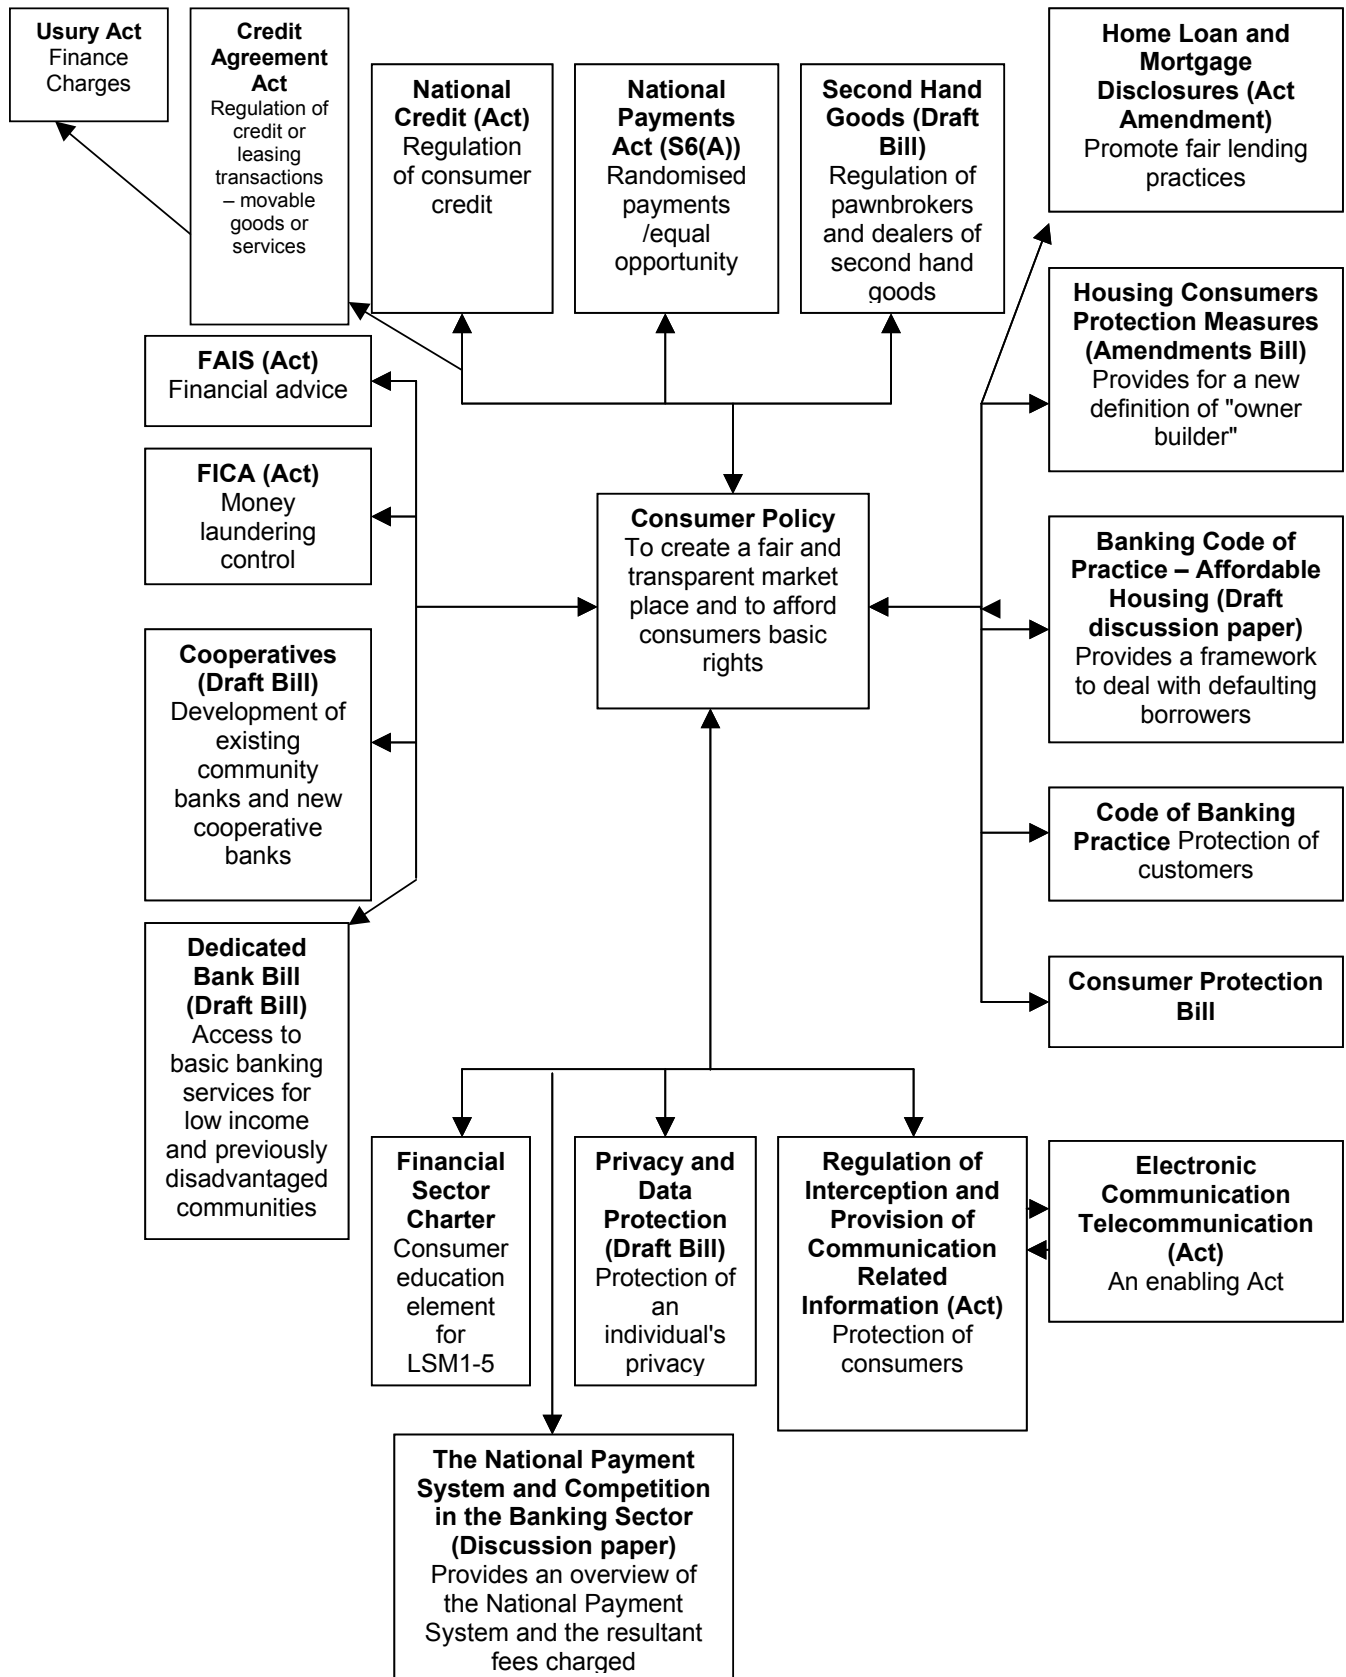 Usury Act
Finance
Charges
Credit
Agreement
Act
Regulation of
credit or
leasing
transactions
– movable
goods or
services
National
Credit (Act)
Regulation
of consumer
credit
National
Payments
Act (S6(A))
Randomised
payments
/equal
opportunity
Second Hand
Goods (Draft
Bill)
Regulation of
pawnbrokers
and dealers of
second hand
goods
Home Loan and
Mortgage
Disclosures (Act
Amendment)
Promote fair lending
practices
FAIS (Act)
Financial advice
Housing Consumers
Protection Measures
(Amendments Bill)
Provides for a new
definition of "owner
builder"
FICA (Act)
Money
laundering
control
Consumer Policy
To create a fair and
transparent market
place and to afford
consumers basic
rights
Banking Code of
Practice – Affordable
Housing (Draft
discussion paper)
Provides a framework
to deal with defaulting
borrowers
Cooperatives
(Draft Bill)
Development of
existing
community
banks and new
cooperative
banks
Code of Banking
Practice Protection of
customers
Dedicated
Bank Bill
(Draft Bill)
Access to
basic banking
services for
low income
and previously
disadvantaged
communities
Consumer Protection
Bill
Financial
Sector
Charter
Consumer
education
element
for
LSM1-5
Privacy and
Data
Protection
(Draft Bill)
Protection of
an
individual's
privacy
Regulation of
Interception and
Provision of
Communication
Related
Information (Act)
Protection of
consumers
Electronic
Communication
Telecommunication
(Act)
An enabling Act
The National Payment
System and Competition
in the Banking Sector
(Discussion paper)
Provides an overview of
the National Payment
System and the resultant
fees charged